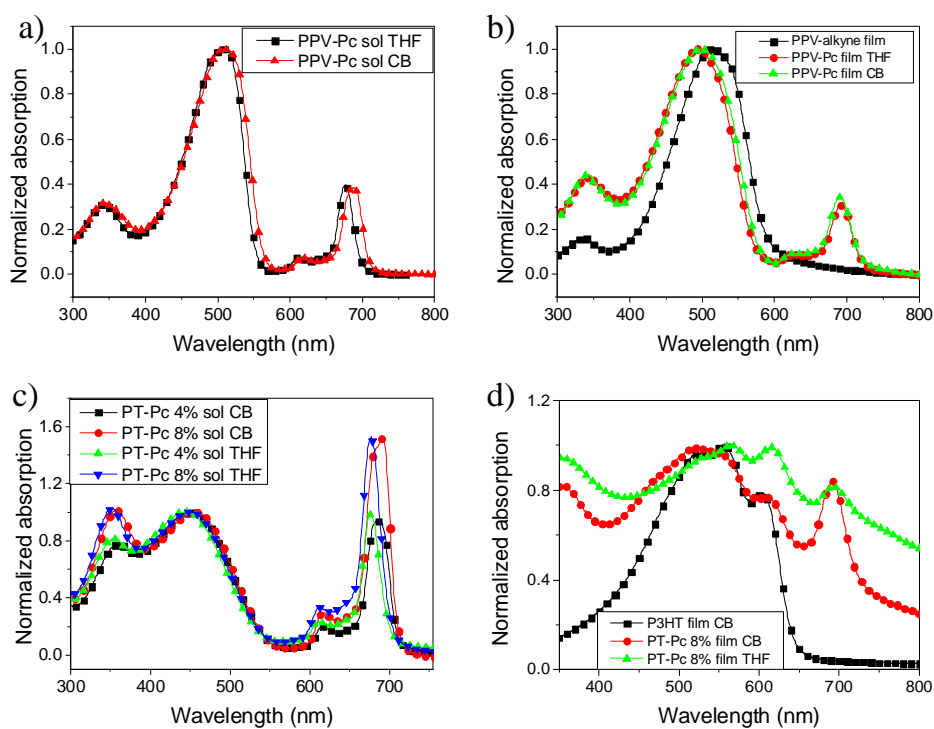 a)
PPV-Pc sol THF
PPV-Pc sol CB
1.0
0.8
0.6
0.4
0.2
0.0
Normalized absorption
300 400 500 600 700 800
Wavelength (nm)
b)
PPV-alkyne film
PPV-Pc film THF
PPV-Pc film CB
1.0
0.8
0.6
0.4
0.2
0.0
Normalized absorption
300 400 500 600 700 800
Wavelength (nm)
c)
PT-Pc 4% sol CB
PT-Pc 8% sol CB
PT-Pc 4% sol THF
PT-Pc 8% sol THF
1.6
1.2
0.8
0.4
0.0
Normalized absorption
300 400 500 600 700
Wavelength (nm)
d)
1.2
0.8
0.4
0.0
Normalized absorption
P3HT film CB
PT-Pc 8% film CB
PT-Pc 8% film THF
400 500 600 700 800
Wavelength (nm)